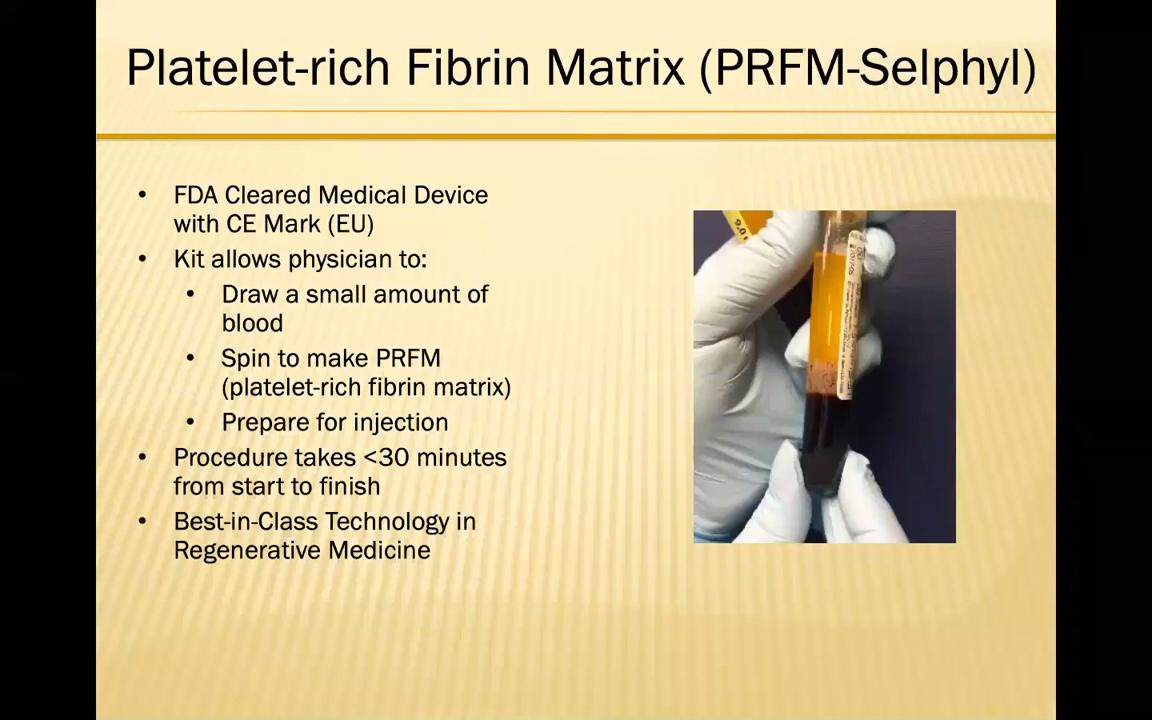 Platelet-rich Fibrin Matrix (PRFM-Selphyl)
• FDA Cleared Medical Device
with CE Mark (EU)
• Kit allows physician to:
• Draw a small amount of
blood
• Spin to make PRFM
(platelet-rich fibrin matrix)
• Prepare for injection
• Procedure takes <30 minutes
from start to finish
• Best-in-Class Technology in
Regenerative Medicine